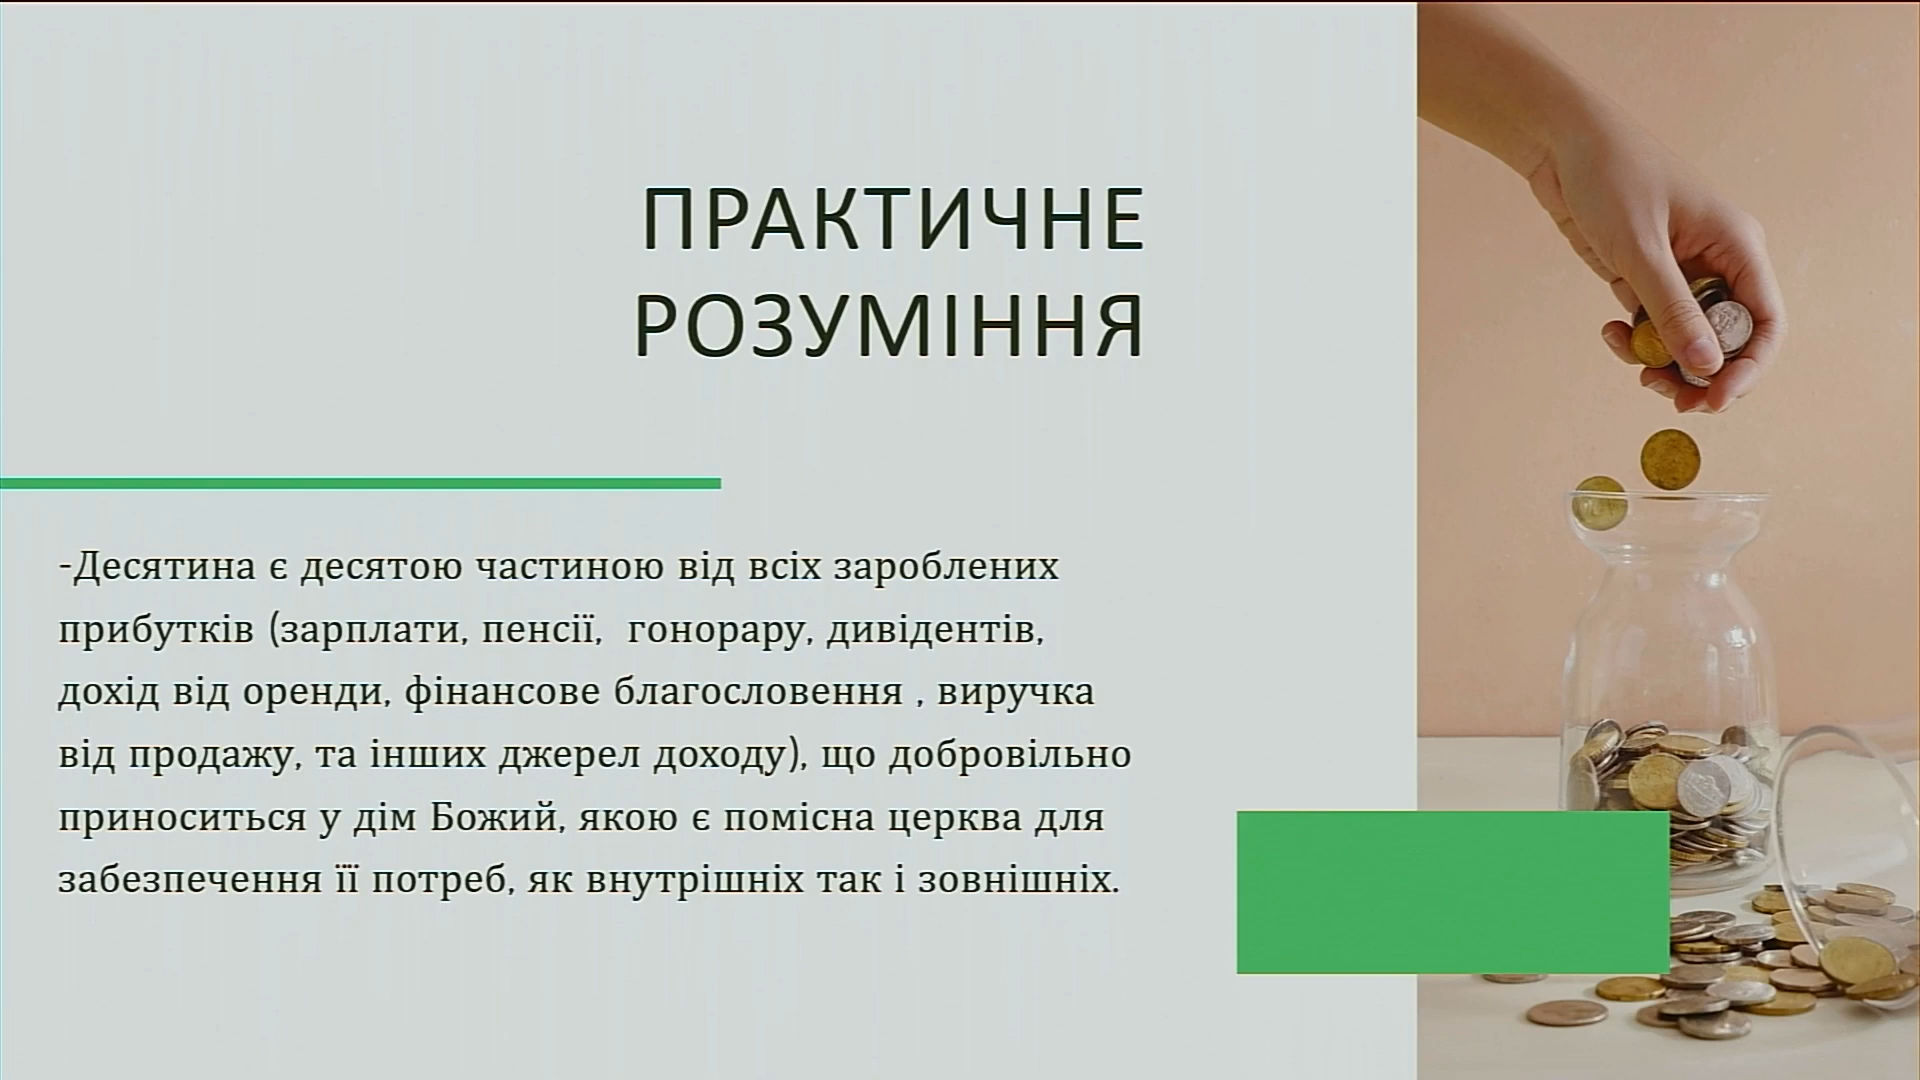 ПРАКТИЧНЕ
РОЗУМІННЯ
-Десятина є десятою частиною від всіх зароблених
прибутків (зарплати, пенсії,  гонорару, дивідентів,
дохід від оренди, фінансове благословення , виручка
від продажу, та інших джерел доходу), що добровільно
приноситься у дім Божий, якою є помісна церква для
забезпечення її потреб, як внутрішніх так і зовнішніх.